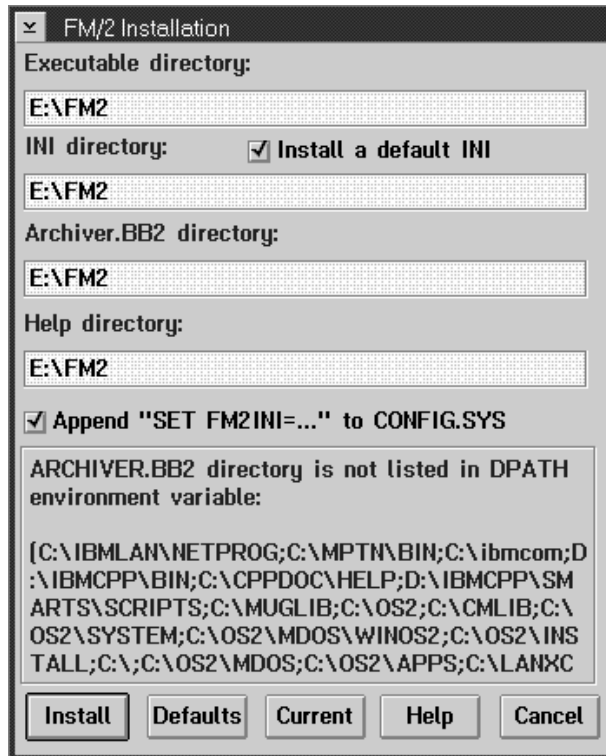 FM/2 Installation
Executable directory:
E:\FM2
INI directory: Install a default INI
E:\FM2
Archiver.BB2 directory:
E:\FM2
Help directory:
E:\FM2
Append "SET FM2INI=..." to CONFIG.SYS
ARCHIVER.BB2 directory is not listed in DPATH
environment variable:
(C:\IBMLAN\NETPROG;C:\MPTN\BIN;C:\ibmcom;D
:\IBMCPP\BIN;C:\CPPDOC\HELP;D:\IBMCPP\SM
ARTS\SCRIPTS;C:\MUGLIB;C:\OS2;C:\CMLIB;C:\
OS2\SYSTEM;C:\OS2\MDOS\WINOS2;C:\OS2\INS
TALL;C:\;C:\OS2\MDOS;C:\OS2\APPS;C:\LANXC
Install Defaults Current Help Cancel